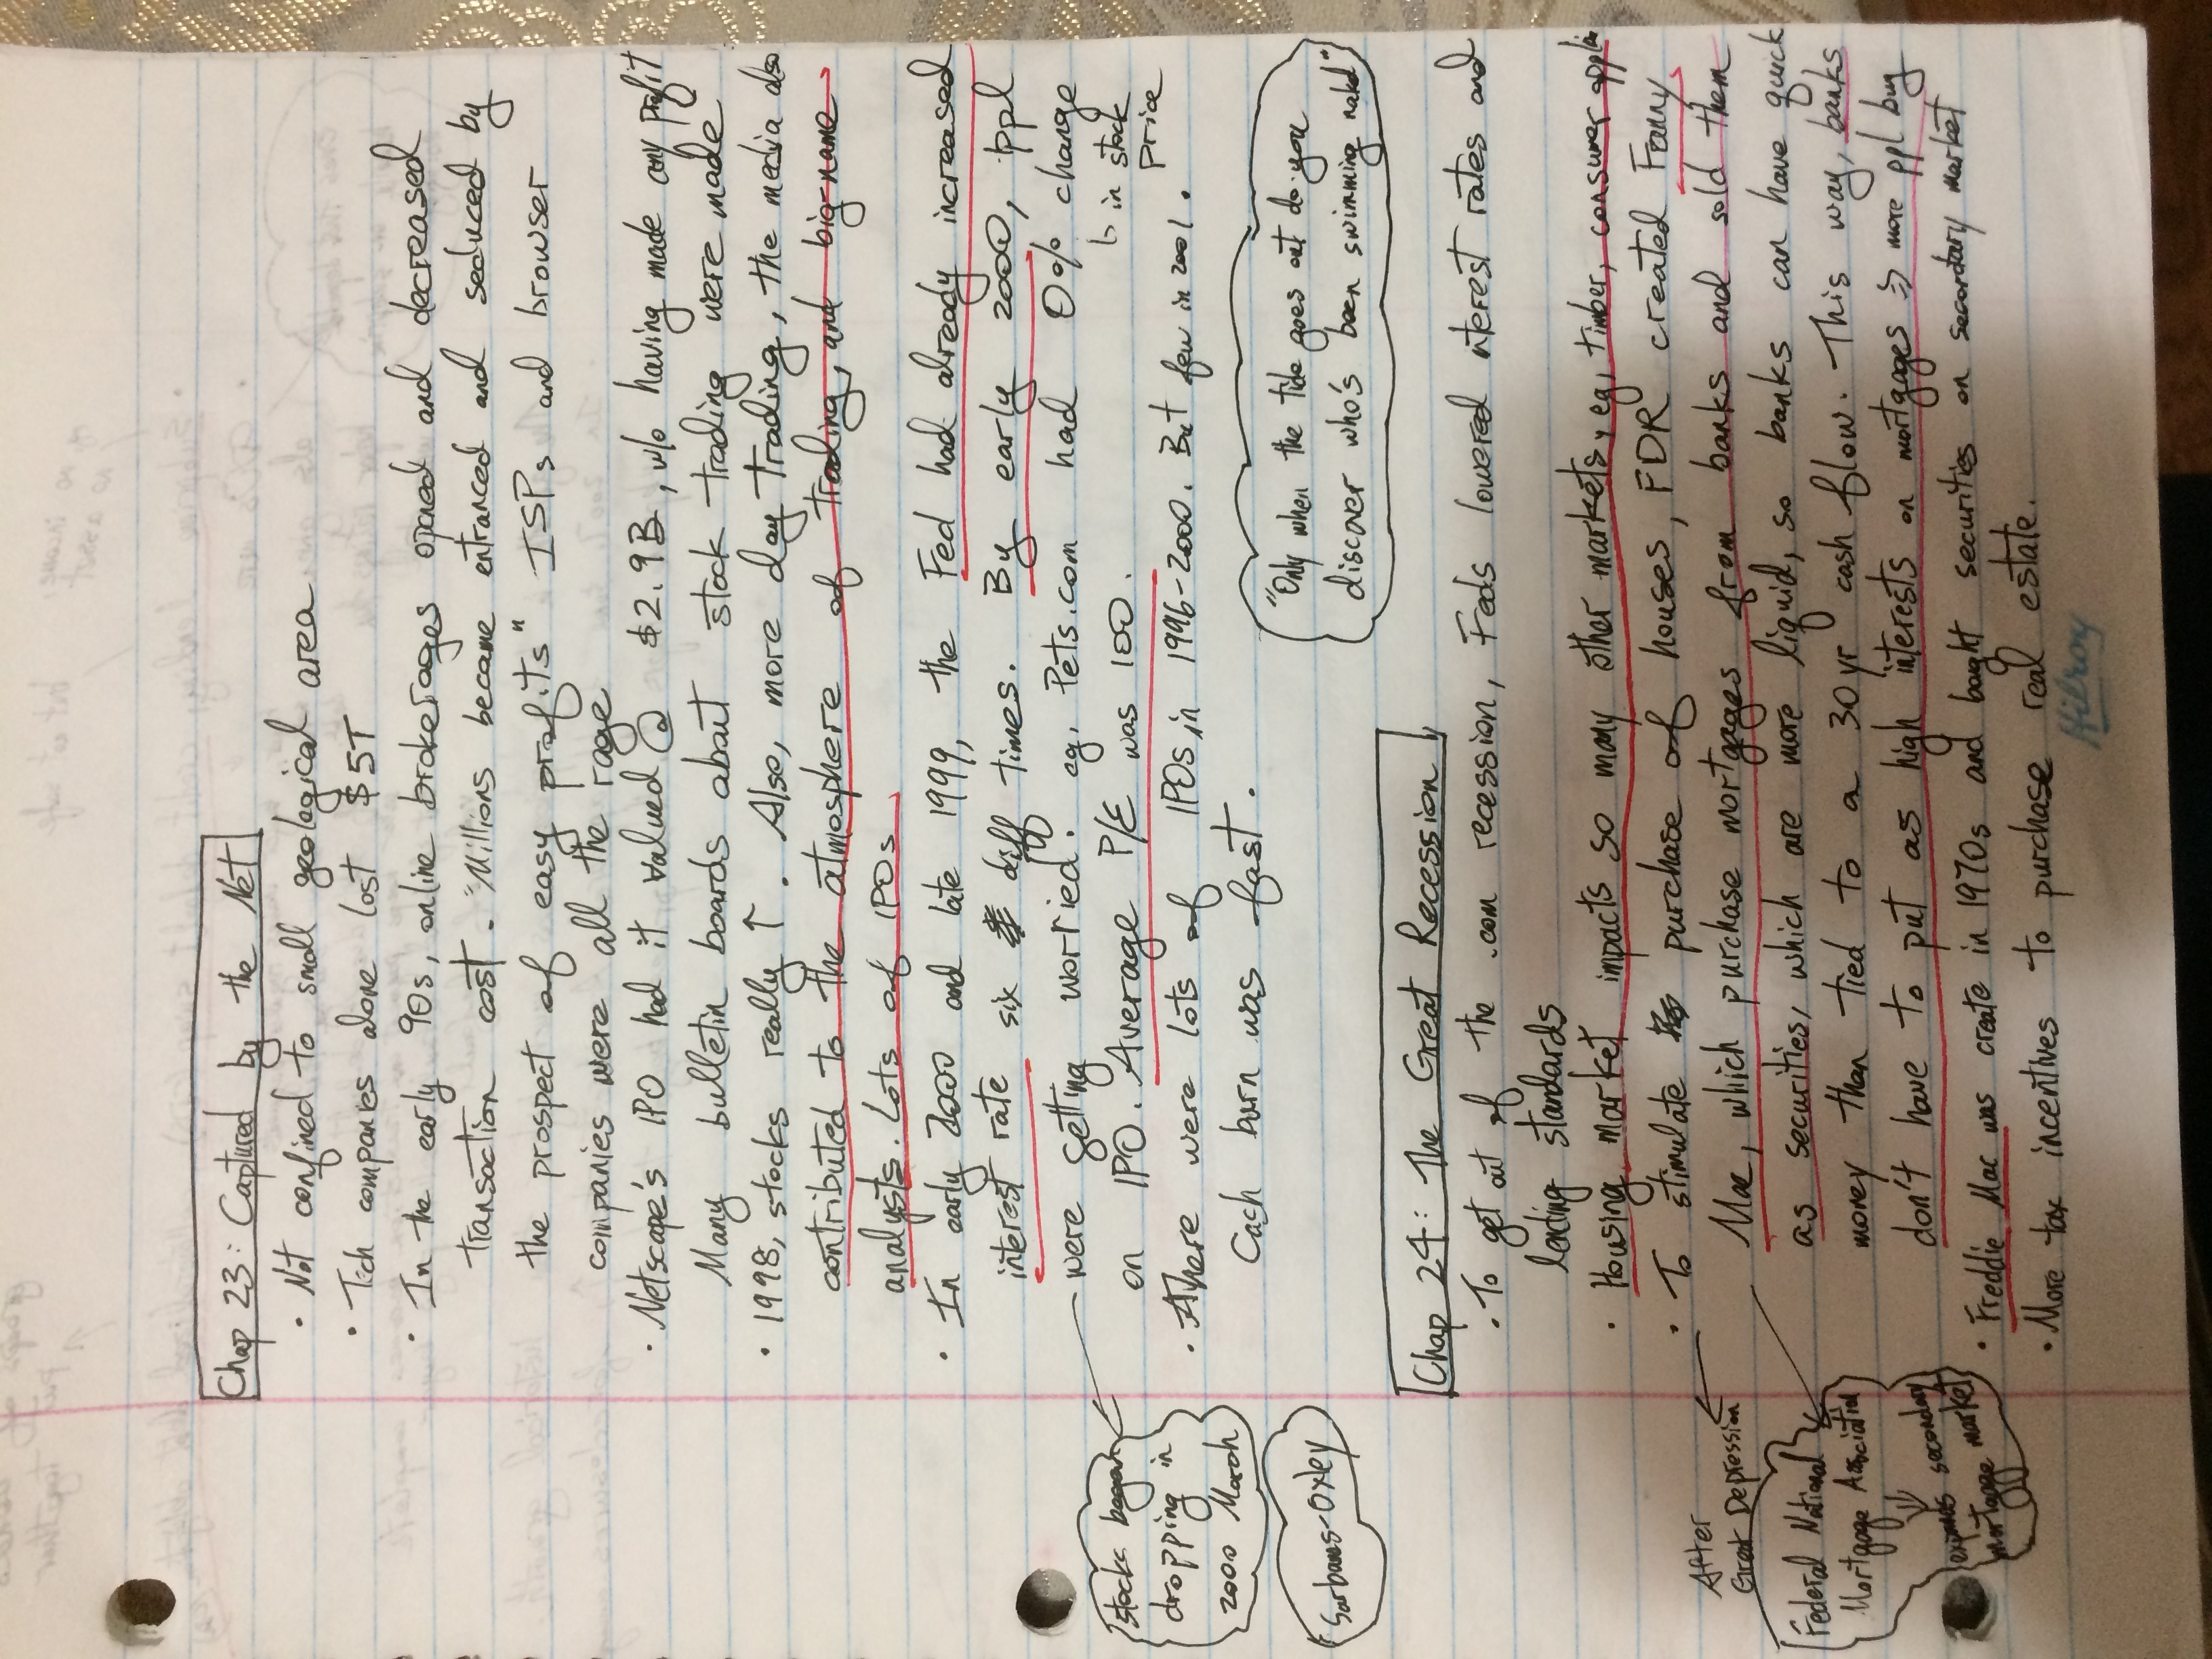 Chap 23: Captured by the Net
· Not confined to small geological area
· Tech companies alone lost $5T
· In the early 90s, online brokerages opened and decreased
transaction cost. "Millions became entranced and seduced by
the prospect of easy profits" ISPs and browser
companies were all the rage
· Netscape's IPO had it valued @ $2.9B, w/o having made any profit
Many bulletin boards about stock trading were made
· 1998, stocks really ↑. Also, more day trading, the media also
contributed to the atmosphere of trading, and big-name
analysts. Lots of IPOs
· In early 2000 and late 1999, the Fed had already increased
interest rate six diff times. By early 2000, ppl
were getting worried. eg, Pets.com had 0% change
↳ in stock
price
on IPO. Average P/E was 100.
stocks began
dropping in
2000 March
· There were lots of IPOs in 1996-2000. But few in 2001.
Cash burn was fast.
Sarbanes-Oxley
"Only when the tide goes out do you
discover who's been swimming naked"
Chap 24: The Great Recession
· To get out of the .com recession, Feds lowered interest rates and
lending standards
· Housing market impacts so many other markets, eg, timber, consumer
· To stimulate purchase of houses, FDR created Fanny
Mae, which purchase mortgages from banks and sold them
as securities, which are more liquid, so banks can have quick
money than tied to a 30yr cash flow. This way, banks
don't have to put as high interests on mortgages ⇒ more ppl buy
After
Great Depression
Federal National
Mortgage Association
expands secondary
mortgage market
· Freddie Mac was create in 1970s and bought securities on secondary market
· More tax incentives to purchase real estate.
Hilroy